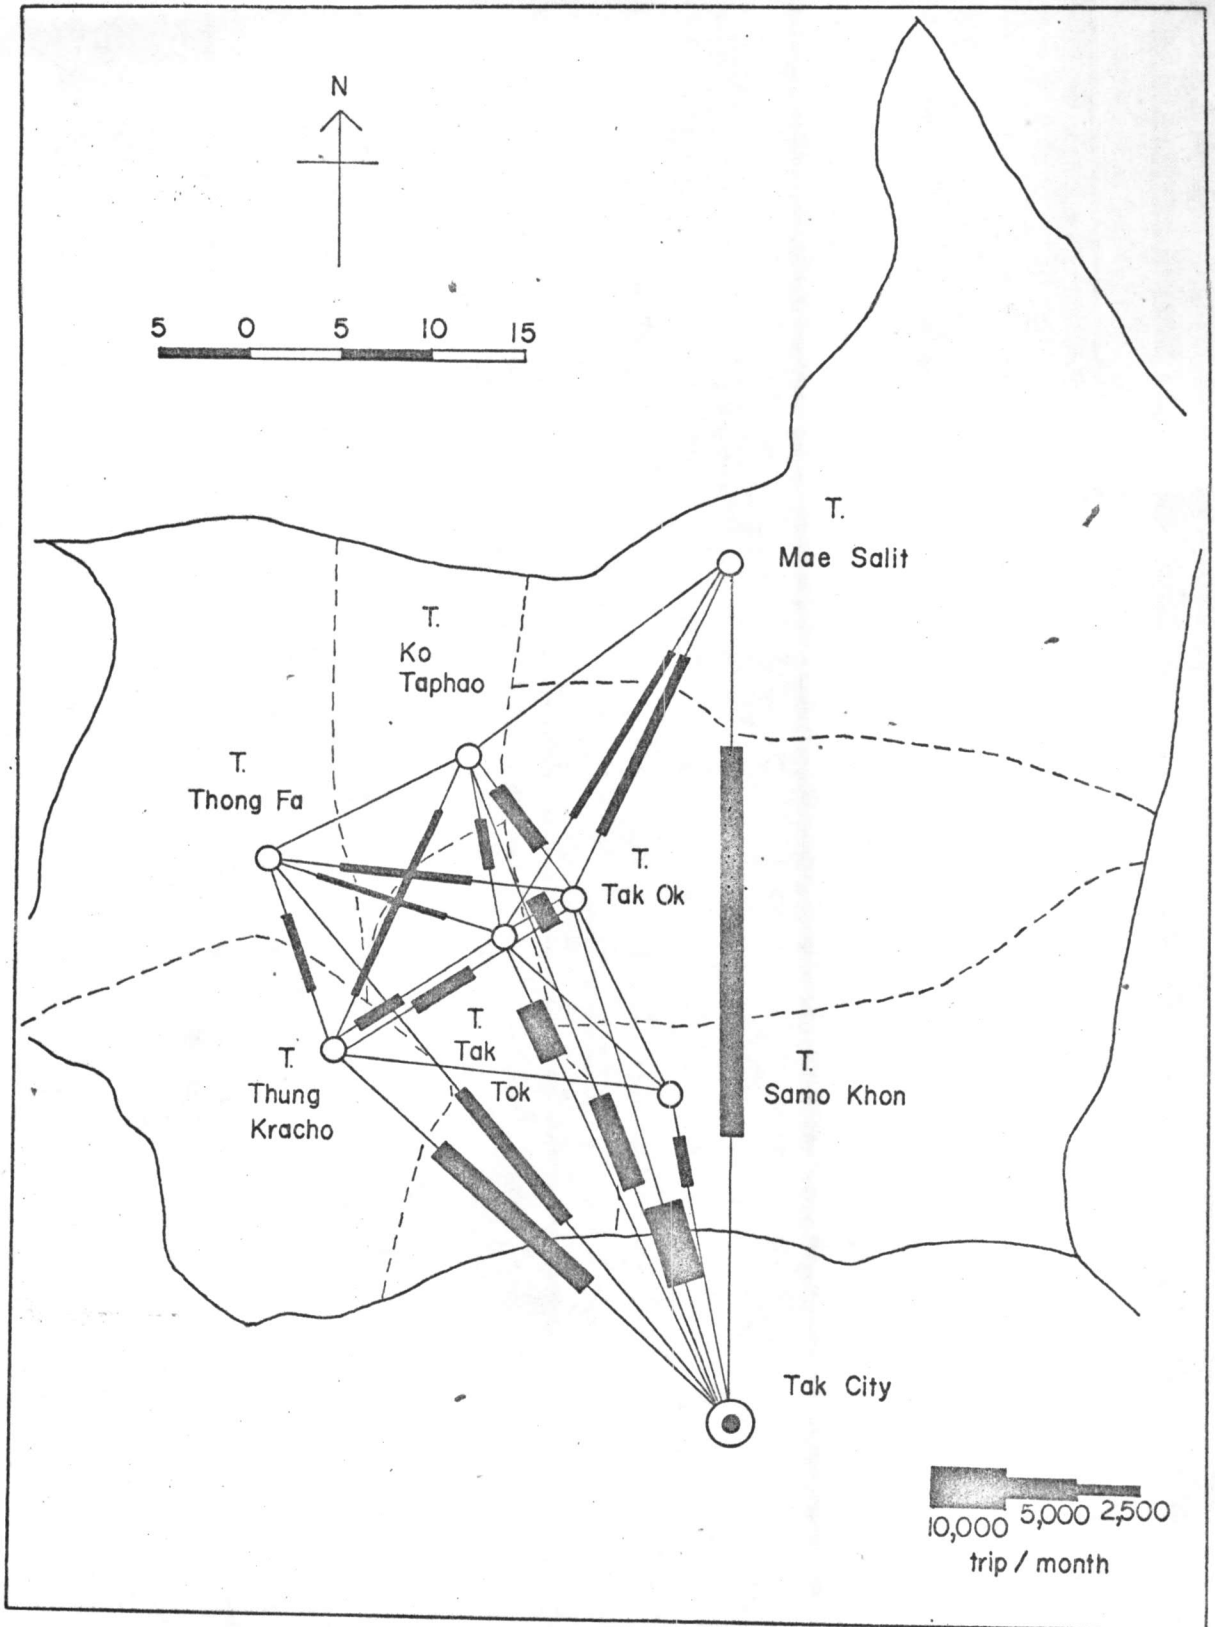 N
5 0 5 10 15
T.
Mae Salit
T.
Ko
Taphao
T.
Thong Fa
T.
Tak Ok
T.
Tak
Tok
T.
Thung
Kracho
T.
Samo Khon
Tak City
10,000 5,000 2,500
trip / month